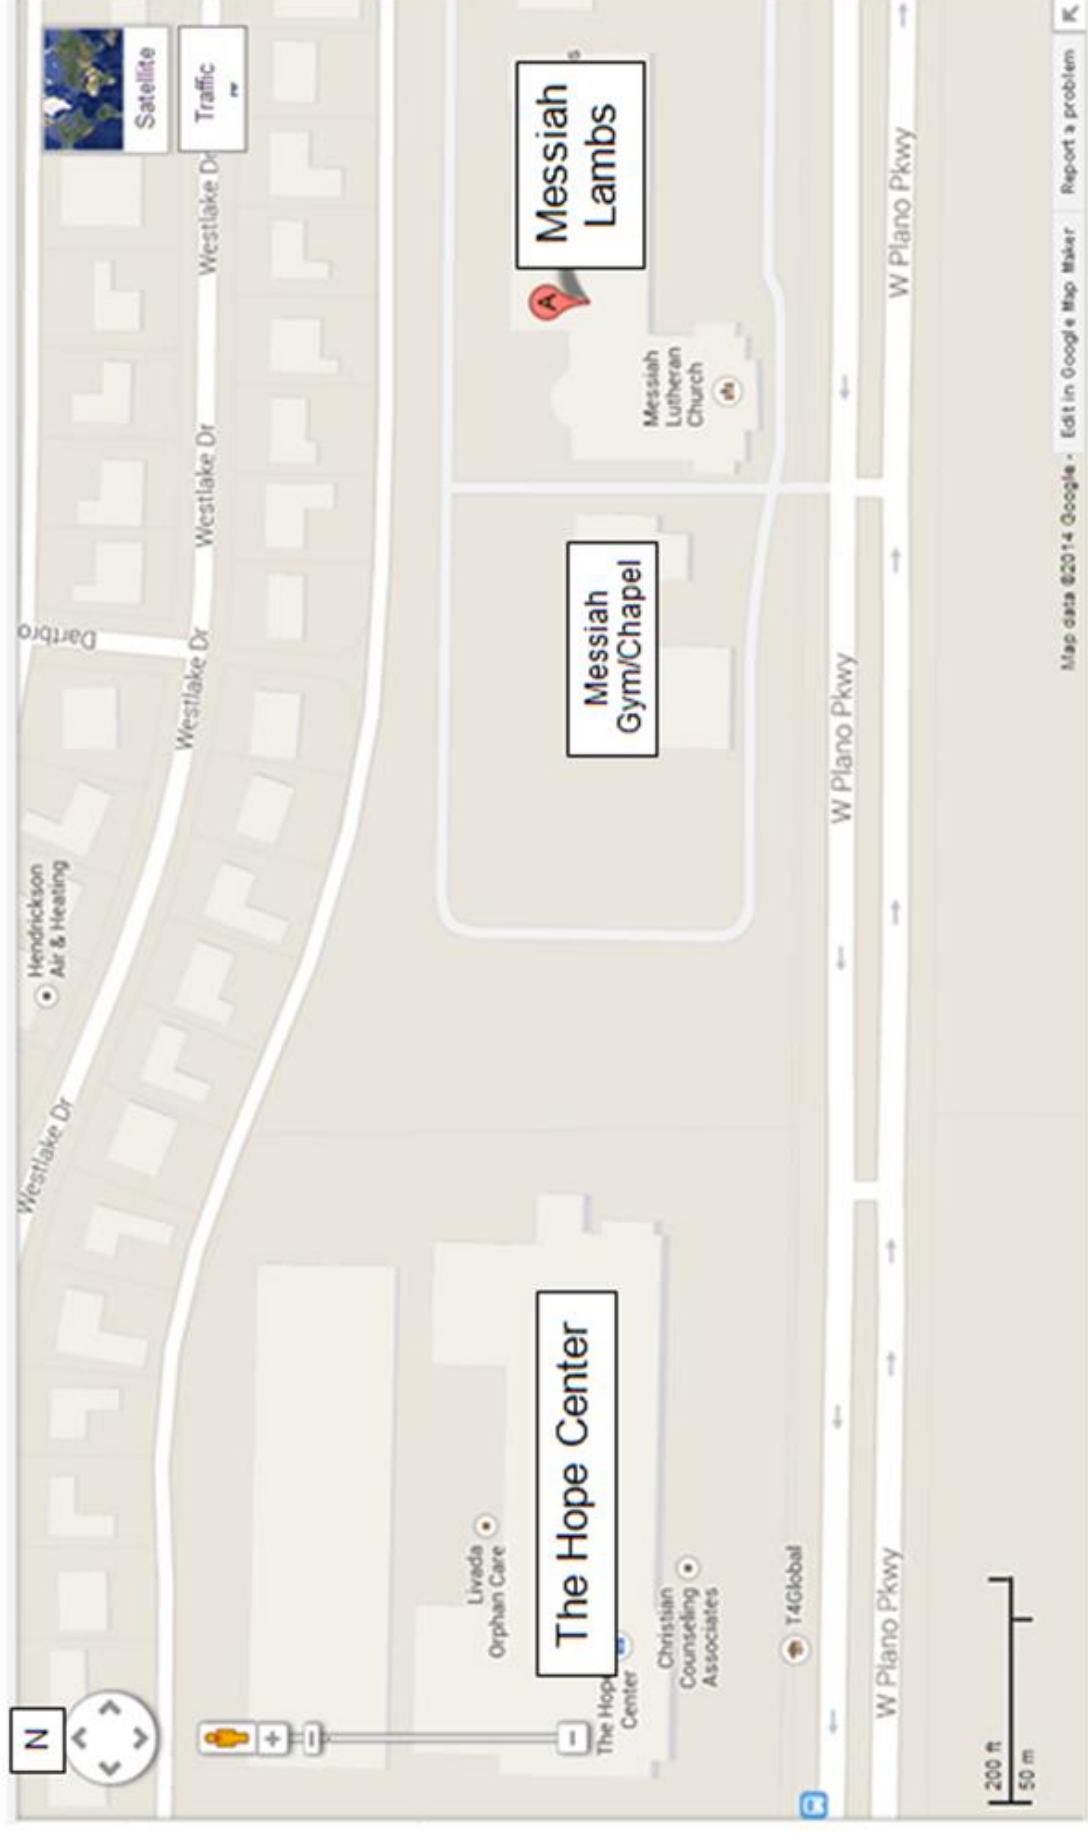 N
Satellite
Traffic
Hendrickson
Air & Heating
Westlake Dr
Westlake Dr
Westlake Dr
Westlake Dr
Dartbro
Messiah
Lambs
A
Messiah
Lutheran
Church
Messiah
Gym/Chapel
Livada
Orphan Care
The Hope Center
The Hope
Center
Christian
Counseling
Associates
T4Global
W Plano Pkwy
W Plano Pkwy
W Plano Pkwy
200 ft
50 m
Map data ©2014 Google - Edit in Google Map Maker Report a problem